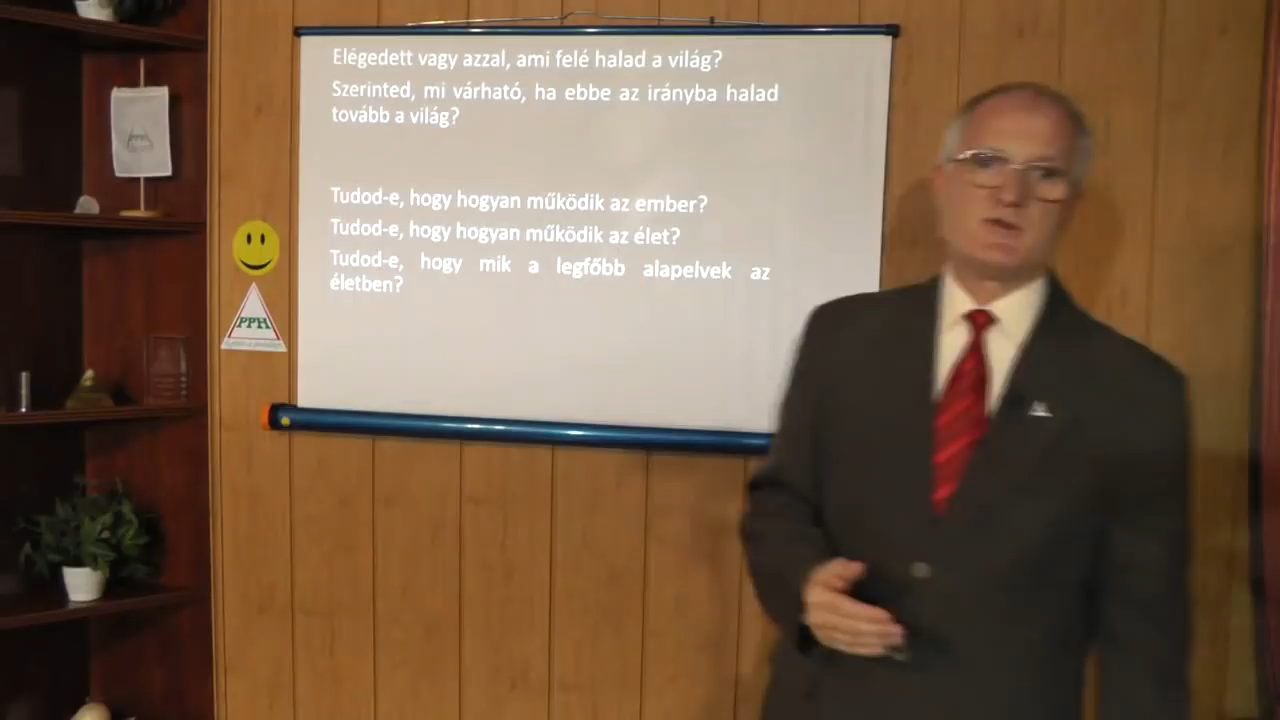 Elégedett vagy azzal, ami felé halad a világ?
Szerinted, mi várható, ha ebbe az irányba halad
tovább a világ?
Tudod-e, hogy hogyan működik az ember?
Tudod-e, hogy hogyan működik az élet?
Tudod-e, hogy mik a legfőbb alapelvek az
életben?
PPH